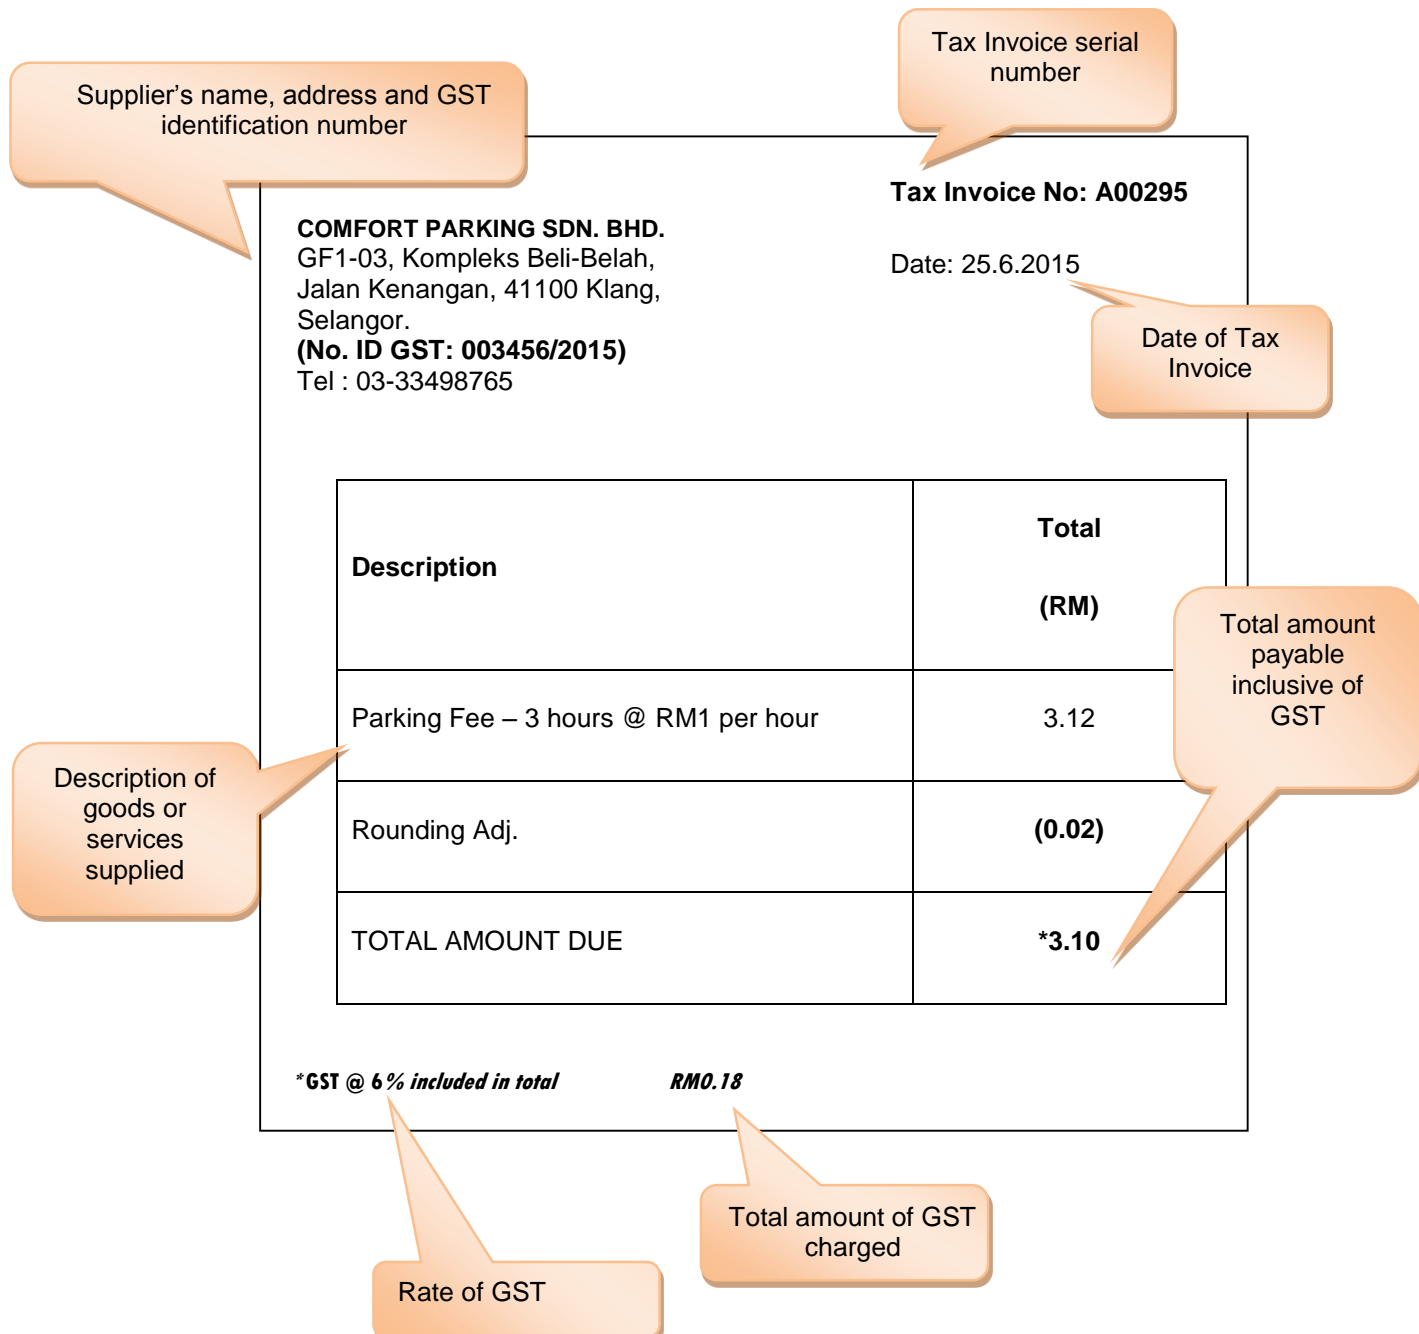 Tax Invoice serial
number
Supplier’s name, address and GST
identification number
Tax Invoice No: A00295
COMFORT PARKING SDN. BHD.
GF1-03, Kompleks Beli-Belah,
Jalan Kenangan, 41100 Klang,
Selangor.
(No. ID GST: 003456/2015)
Tel : 03-33498765
Date: 25.6.2015
Date of Tax
Invoice
Description
Total
(RM)
Total amount
payable
inclusive of
GST
Parking Fee – 3 hours @ RM1 per hour 3.12
Description of
goods or
services
supplied
Rounding Adj. (0.02)
TOTAL AMOUNT DUE *3.10
*GST @ 6% included in total RM0.18
Total amount of GST
charged
Rate of GST